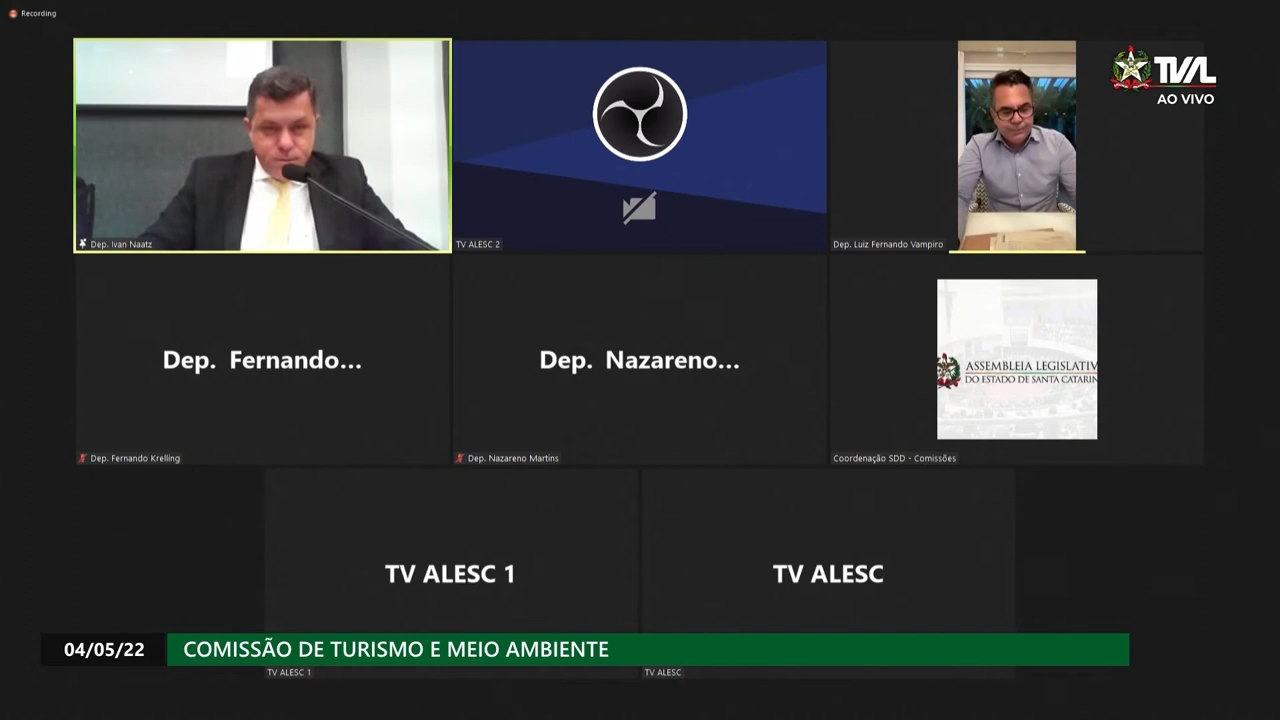 Recording
TVAL
AO VIVO
Dep. Ivan Naatz
TV ALESC 2
Dep. Luiz Fernando Vampiro
Dep. Fernando...
Dep. Nazareno...
ASSEMBLEIA LEGISLATIV
DO ESTADO DE SANTA CATARIN
Dep. Fernando Krelling
Dep. Nazareno Martins
Coordenação SDD - Comissões
TV ALESC 1
TV ALESC
04/05/22
COMISSÃO DE TURISMO E MEIO AMBIENTE
TV ALESC 1
TV ALESC